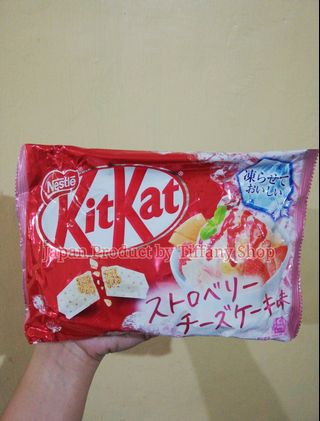 Nestlé
KitKat
凍らせて
おいしい
Japan Product by Tiffany Shop
ストロベリー
チーズケーキ味